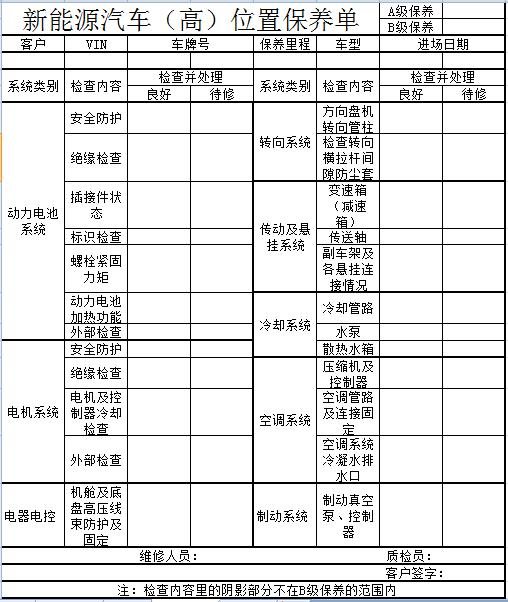 新能源汽车（高）位置保养单
A级保养
B级保养
客户 VIN 车牌号 保养里程 车型 进场日期
系统类别 检查内容 检查并处理 系统类别 检查内容 检查并处理
良好 待修 良好 待修
动力电池
系统
安全防护
绝缘检查
插接件状
态
标识检查
螺栓紧固
力矩
动力电池
加热功能
外部检查
电机系统
安全防护
绝缘检查
电机及控
制器冷却
检查
外部检查
电器电控
机舱及底
盘高压线
束防护及
固定
转向系统
方向盘机
转向管柱
检查转向
横拉杆间
隙防尘套
传动及悬
挂系统
变速箱
（减速
箱）
传送轴
副车架及
各悬挂连
接情况
冷却系统
冷却管路
水泵
散热水箱
空调系统
压缩机及
控制器
空调管路
及连接固
定
空调系统
冷凝水排
水口
制动系统
制动真空
泵、控制
器
维修人员： 质检员：
客户签字：
注：检查内容里的阴影部分不在B级保养的范围内